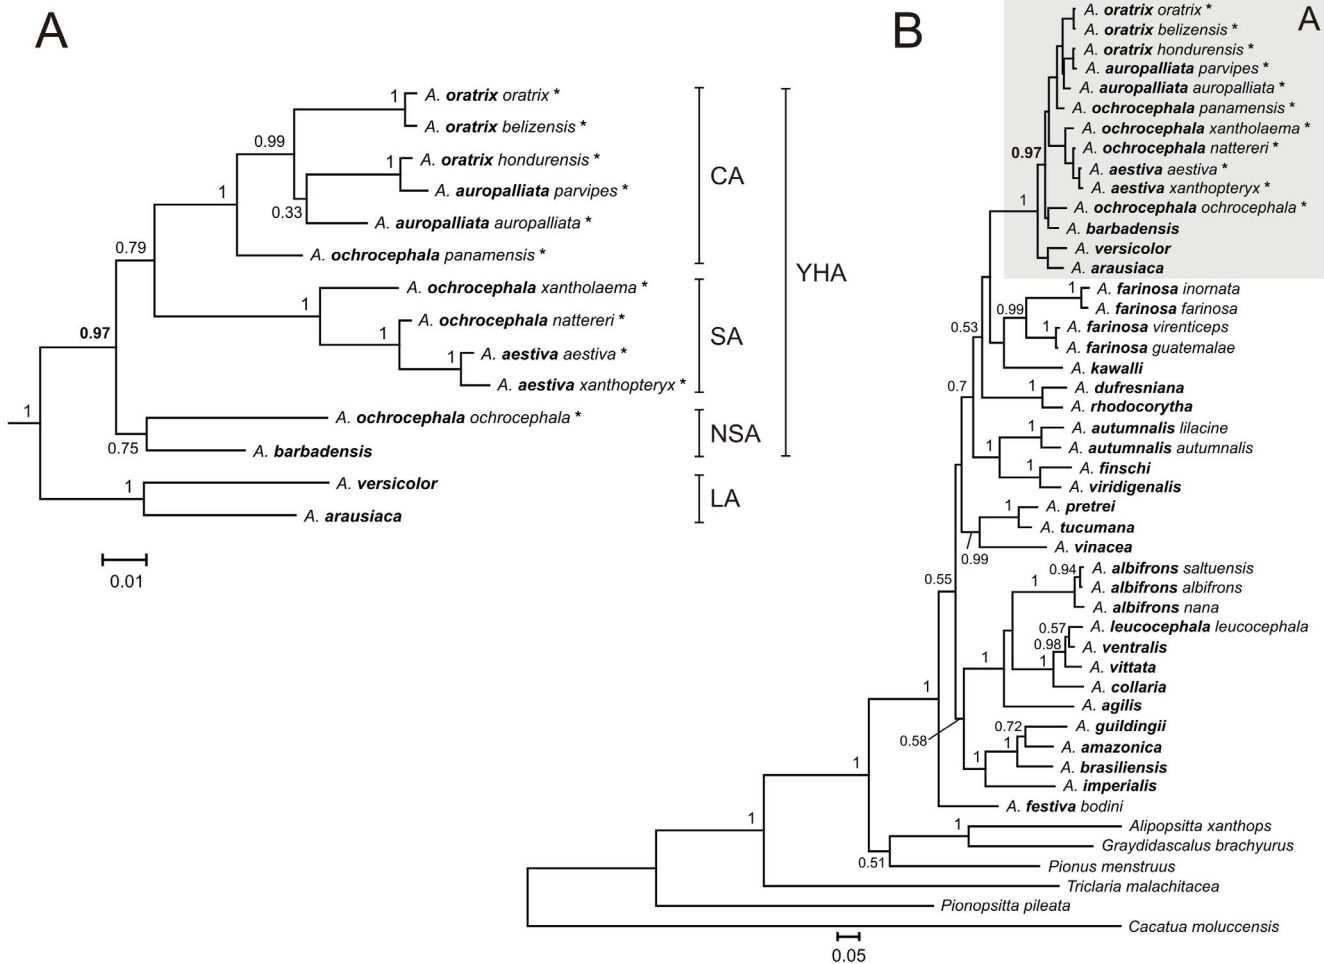 A
A. oratrix oratrix *
A. oratrix belizensis *
A. oratrix hondurensis *
A. auropalliata parvipes *
A. auropalliata auropalliata *
A. ochrocephala panamensis *
A. ochrocephala xantholaema *
A. ochrocephala nattereri *
A. aestiva aestiva *
A. aestiva xanthopteryx *
A. ochrocephala ochrocephala *
A. barbadensis
A. versicolor
A. arausiaca
1
0.99
1
1
0.33
0.79
1
1
1
0.97
1
0.75
1
CA
SA
NSA
LA
YHA
0.01
B
A
A. oratrix oratrix *
A. oratrix belizensis *
A. oratrix hondurensis *
A. auropalliata parvipes *
A. auropalliata auropalliata *
A. ochrocephala panamensis *
A. ochrocephala xantholaema *
A. ochrocephala nattereri *
A. aestiva aestiva *
A. aestiva xanthopteryx *
A. ochrocephala ochrocephala *
A. barbadensis
A. versicolor
A. arausiaca
A. farinosa inornata
A. farinosa farinosa
A. farinosa virenticeps
A. farinosa guatemalae
A. kawalli
A. dufresniana
A. rhodocorytha
A. autumnalis lilacine
A. autumnalis autumnalis
A. finschi
A. viridigenalis
A. pretrei
A. tucumana
A. vinacea
A. albifrons saltuensis
A. albifrons albifrons
A. albifrons nana
A. leucocephala leucocephala
A. ventralis
A. vittata
A. collaria
A. agilis
A. guildingii
A. amazonica
A. brasiliensis
A. imperialis
A. festiva bodini
Alipopsitta xanthops
Graydidascalus brachyurus
Pionus menstruus
Triclaria malachitacea
Pionopsitta pileata
Cacatua moluccensis
0.97
1
1
0.99
1
0.53
0.7
1
1
1
1
1
0.99
0.94
1
0.55
0.57
0.98
1
1
1
0.58
0.72
1
1
1
1
1
0.51
0.05